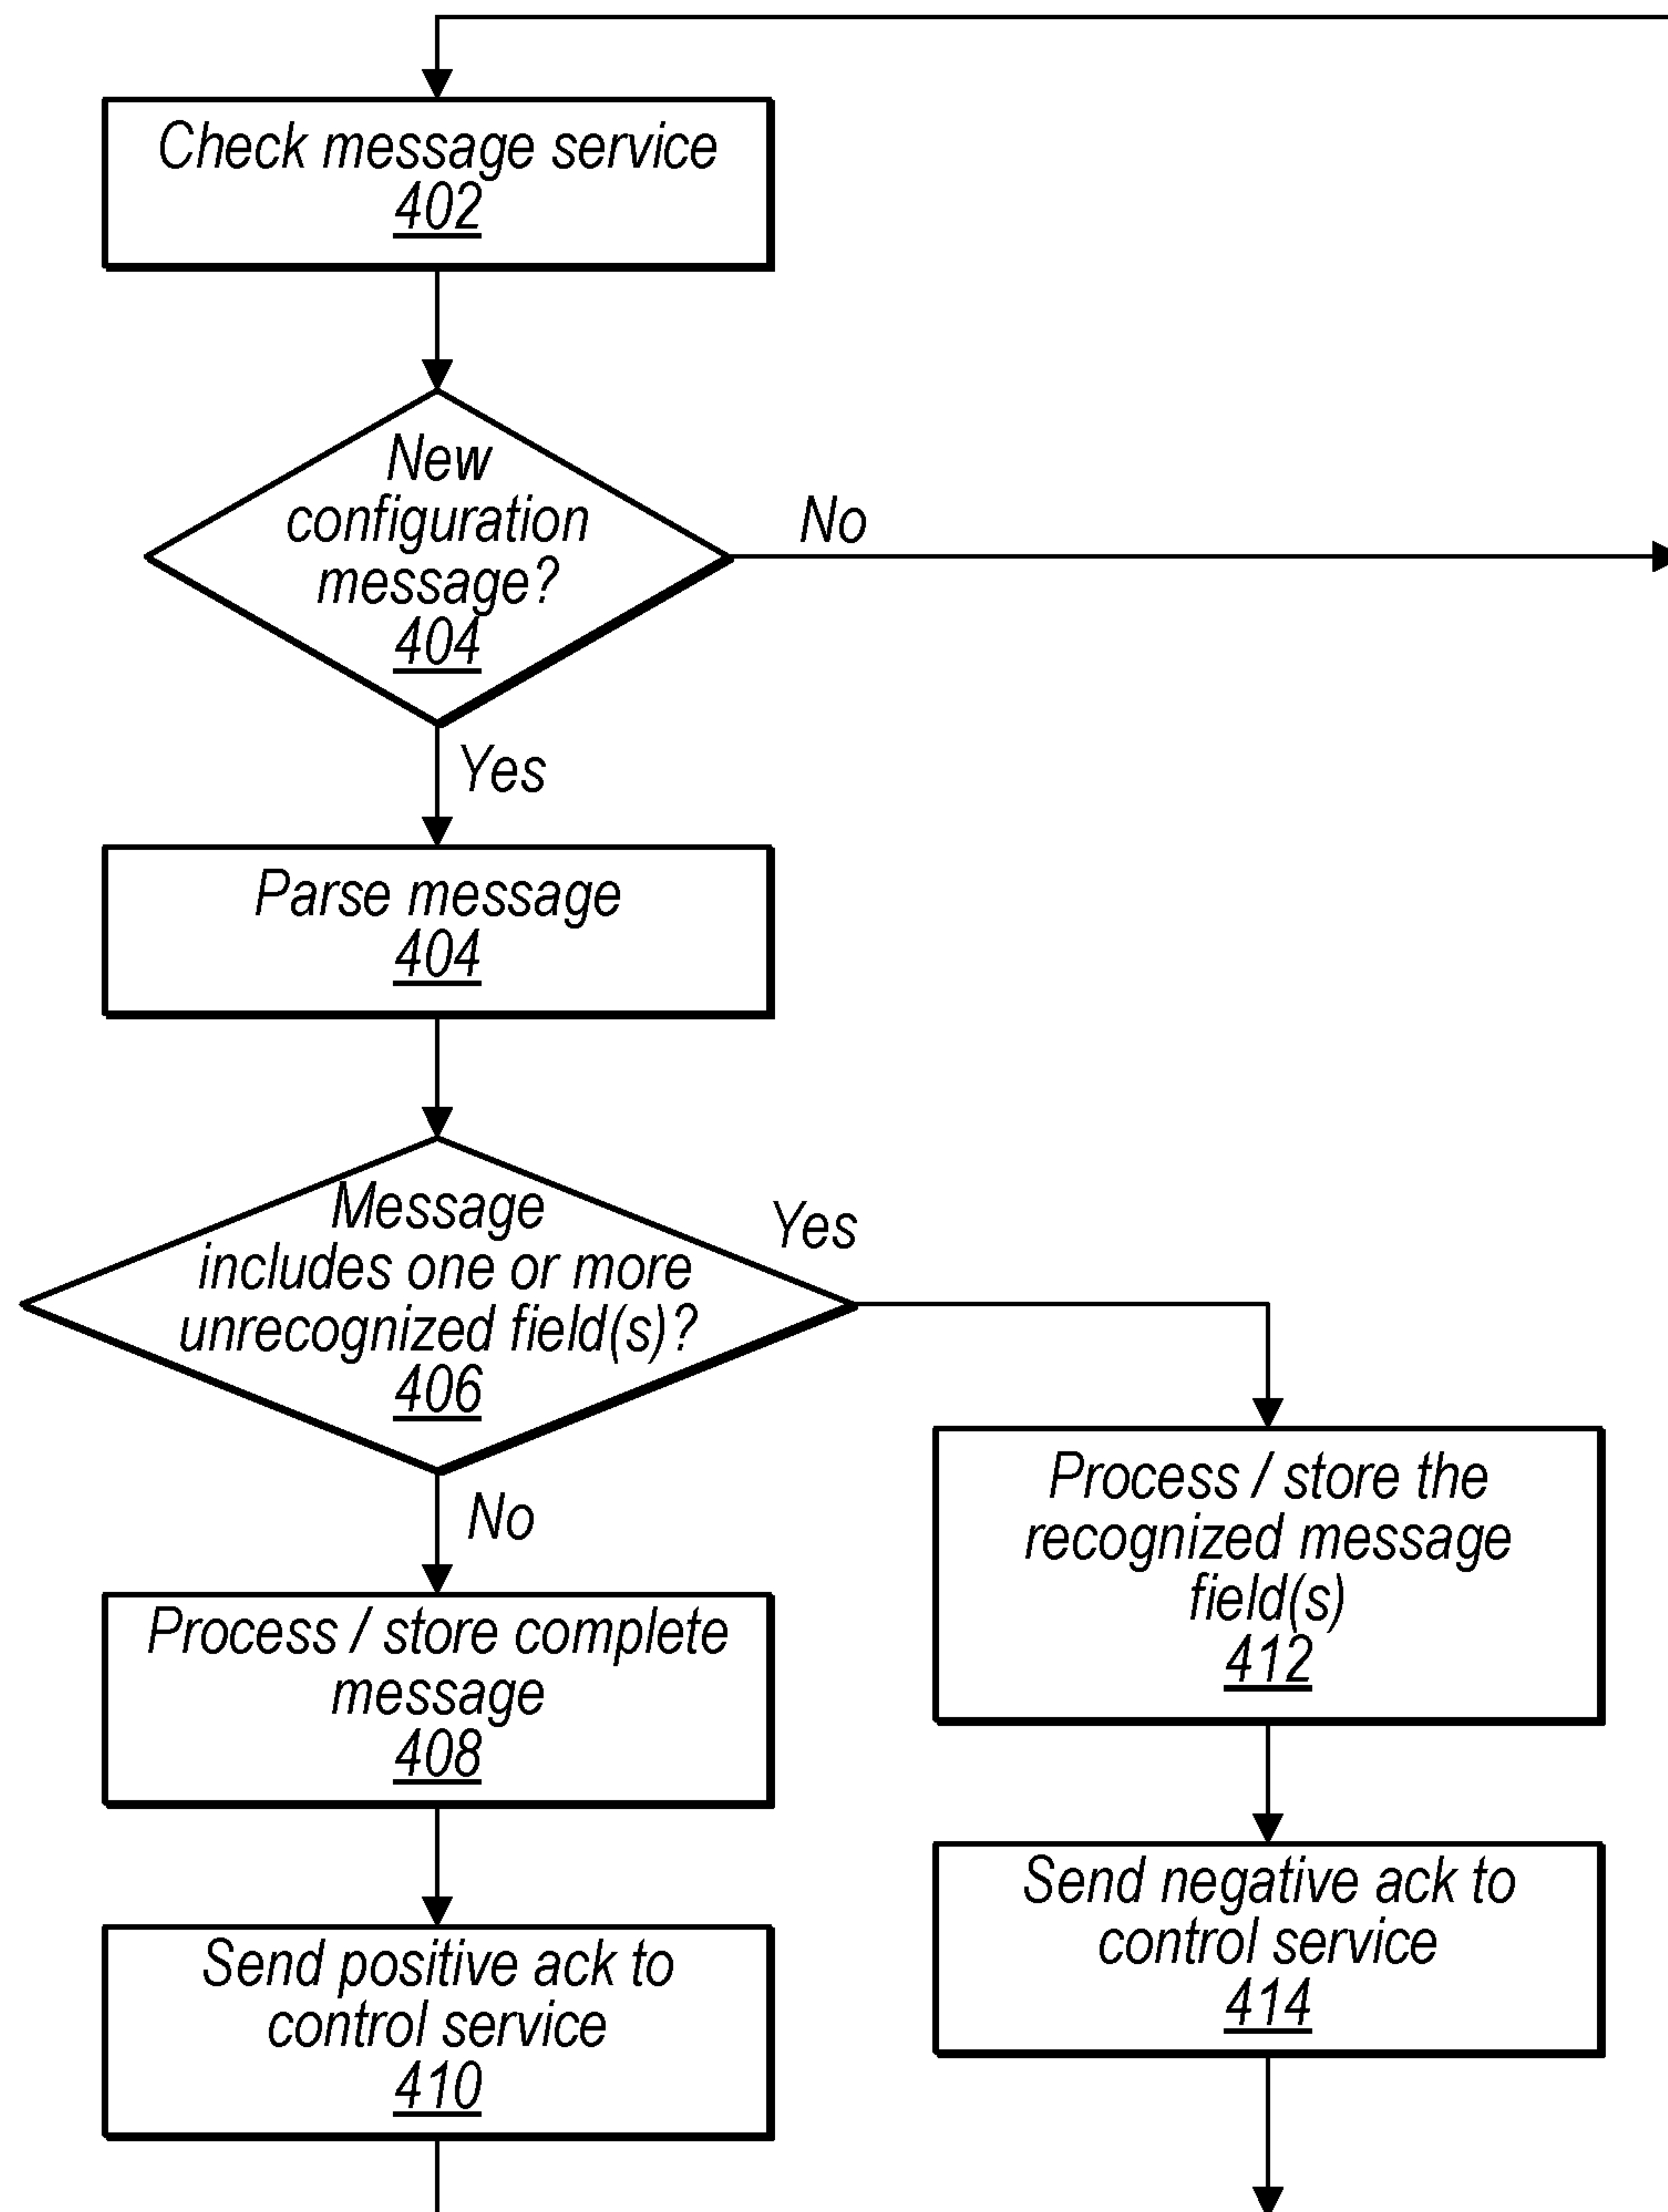 Check message service
402
New
configuration
message?
404
No
Yes
Parse message
404
Message
includes one or more
unrecognized field(s)?
406
Yes
No
Process / store the
recognized message
field(s)
412
Process / store complete
message
408
Send negative ack to
control service
414
Send positive ack to
control service
410